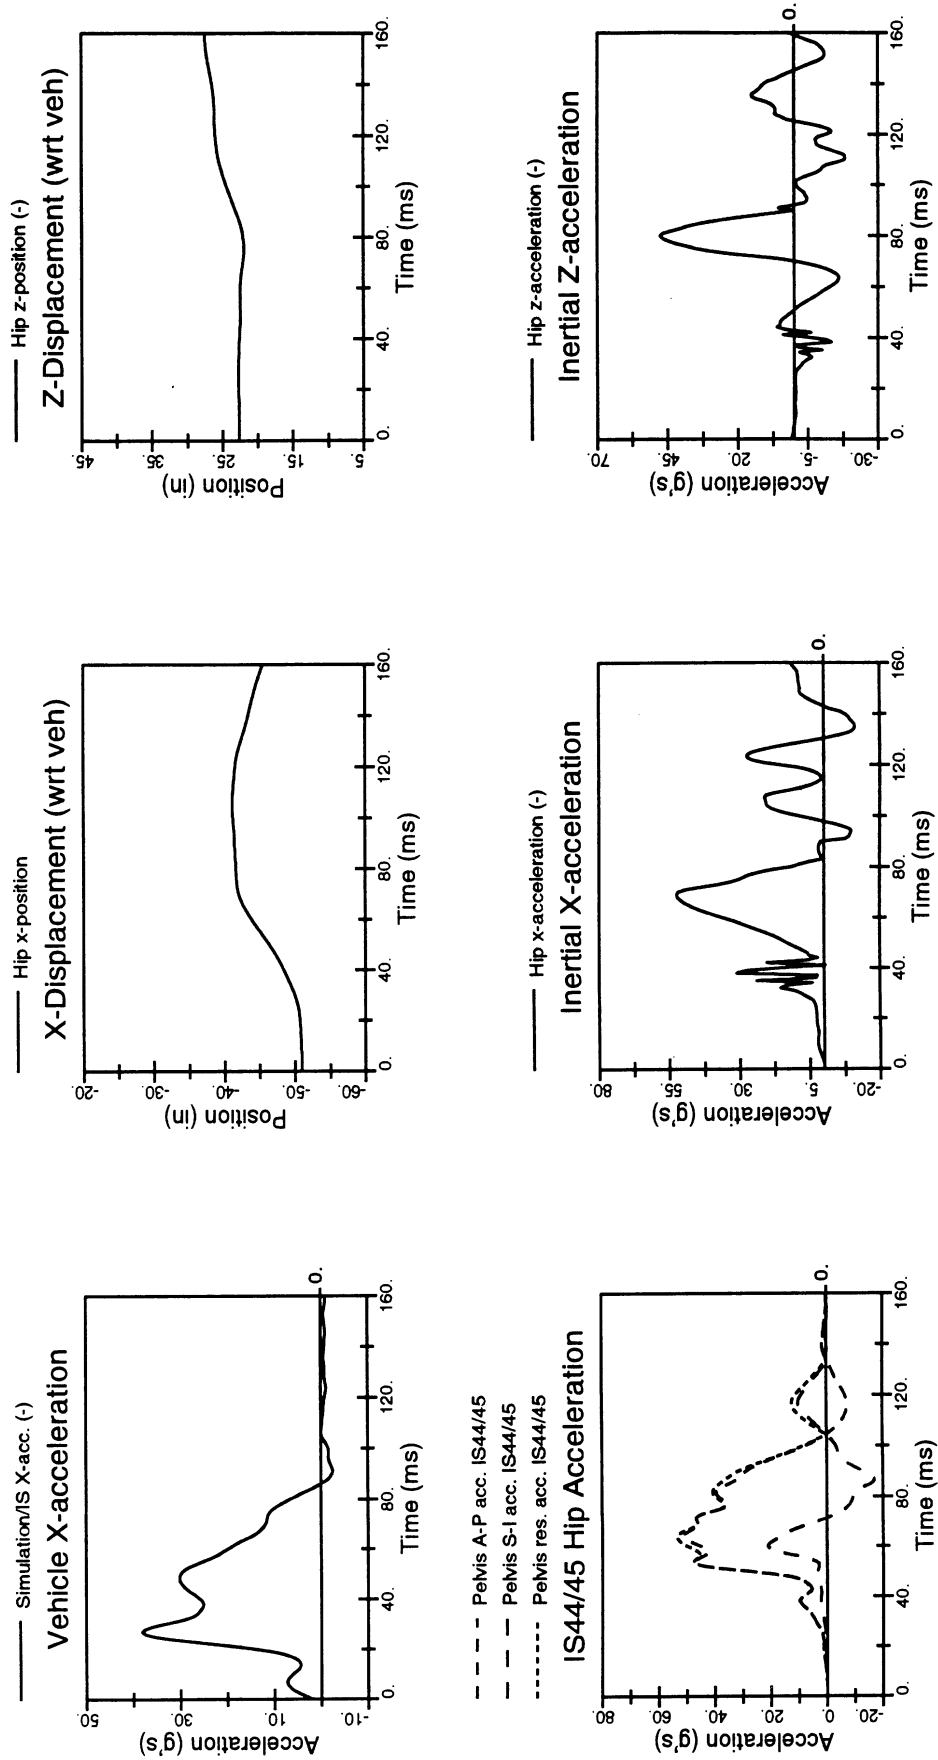 Simulation/IS X-acc. (-)
Vehicle X-acceleration
50.
30.
10.
-10.
Acceleration (g's)
0.
0.
40.
80.
120.
160.
Time (ms)
Hip x-position
X-Displacement (wrt veh)
-20.
-30.
-40.
-50.
-60.
Position (in)
0.
40.
80.
120.
160.
Time (ms)
Hip z-position (-)
Z-Displacement (wrt veh)
45.
35.
25.
15.
5.
Position (in)
0.
40.
80.
120.
160.
Time (ms)
Pelvis A-P acc. IS44/45
Pelvis S-I acc. IS44/45
Pelvis res. acc. IS44/45
IS44/45 Hip Acceleration
80.
60.
40.
20.
0.
-20.
Acceleration (g's)
0.
0.
40.
80.
120.
160.
Time (ms)
Hip x-acceleration (-)
Inertial X-acceleration
80.
55.
30.
5.
-20.
Acceleration (g's)
0.
0.
40.
80.
120.
160.
Time (ms)
Hip z-acceleration (-)
Inertial Z-acceleration
70.
45.
20.
-5.
-30.
Acceleration (g's)
0.
0.
40.
80.
120.
160.
Time (ms)